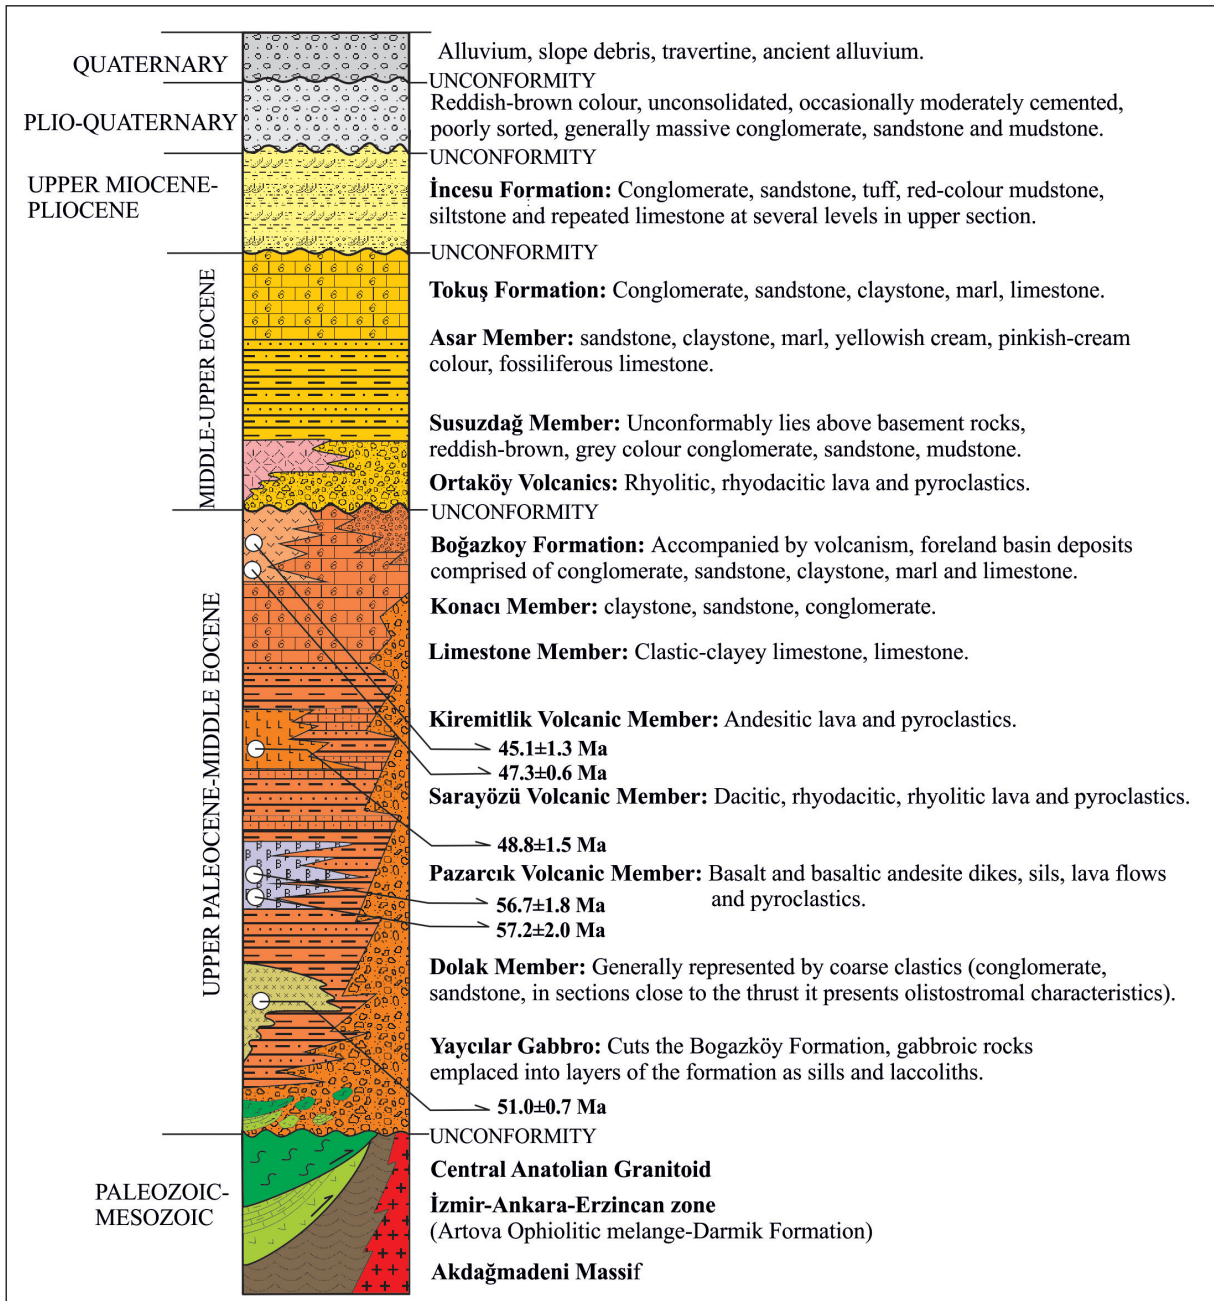 QUATERNARY
Alluvium, slope debris, travertine, ancient alluvium.
UNCONFORMITY
PLIO-QUATERNARY
Reddish-brown colour, unconsolidated, occasionally moderately cemented,
poorly sorted, generally massive conglomerate, sandstone and mudstone.
UNCONFORMITY
UPPER MIOCENE-
PLIOCENE
İncesu Formation: Conglomerate, sandstone, tuff, red-colour mudstone,
siltstone and repeated limestone at several levels in upper section.
UNCONFORMITY
MIDDLE-UPPER EOCENE
Tokuş Formation: Conglomerate, sandstone, claystone, marl, limestone.
Asar Member: sandstone, claystone, marl, yellowish cream, pinkish-cream
colour, fossiliferous limestone.
Susuzdağ Member: Unconformably lies above basement rocks,
reddish-brown, grey colour conglomerate, sandstone, mudstone.
Ortaköy Volcanics: Rhyolitic, rhyodacitic lava and pyroclastics.
UNCONFORMITY
UPPER PALEOCENE-MIDDLE EOCENE
Boğazkoy Formation: Accompanied by volcanism, foreland basin deposits
comprised of conglomerate, sandstone, claystone, marl and limestone.
Konacı Member: claystone, sandstone, conglomerate.
Limestone Member: Clastic-clayey limestone, limestone.
Kiremitlik Volcanic Member: Andesitic lava and pyroclastics.
45.1±1.3 Ma
47.3±0.6 Ma
Sarayözü Volcanic Member: Dacitic, rhyodacitic, rhyolitic lava and pyroclastics.
48.8±1.5 Ma
Pazarcık Volcanic Member: Basalt and basaltic andesite dikes, sils, lava flows
and pyroclastics.
56.7±1.8 Ma
57.2±2.0 Ma
Dolak Member: Generally represented by coarse clastics (conglomerate,
sandstone, in sections close to the thrust it presents olistostromal characteristics).
Yaycılar Gabbro: Cuts the Bogazköy Formation, gabbroic rocks
emplaced into layers of the formation as sills and laccoliths.
51.0±0.7 Ma
UNCONFORMITY
PALEOZOIC-
MESOZOIC
Central Anatolian Granitoid
İzmir-Ankara-Erzincan zone
(Artova Ophiolitic melange-Darmik Formation)
Akdağmadeni Massif